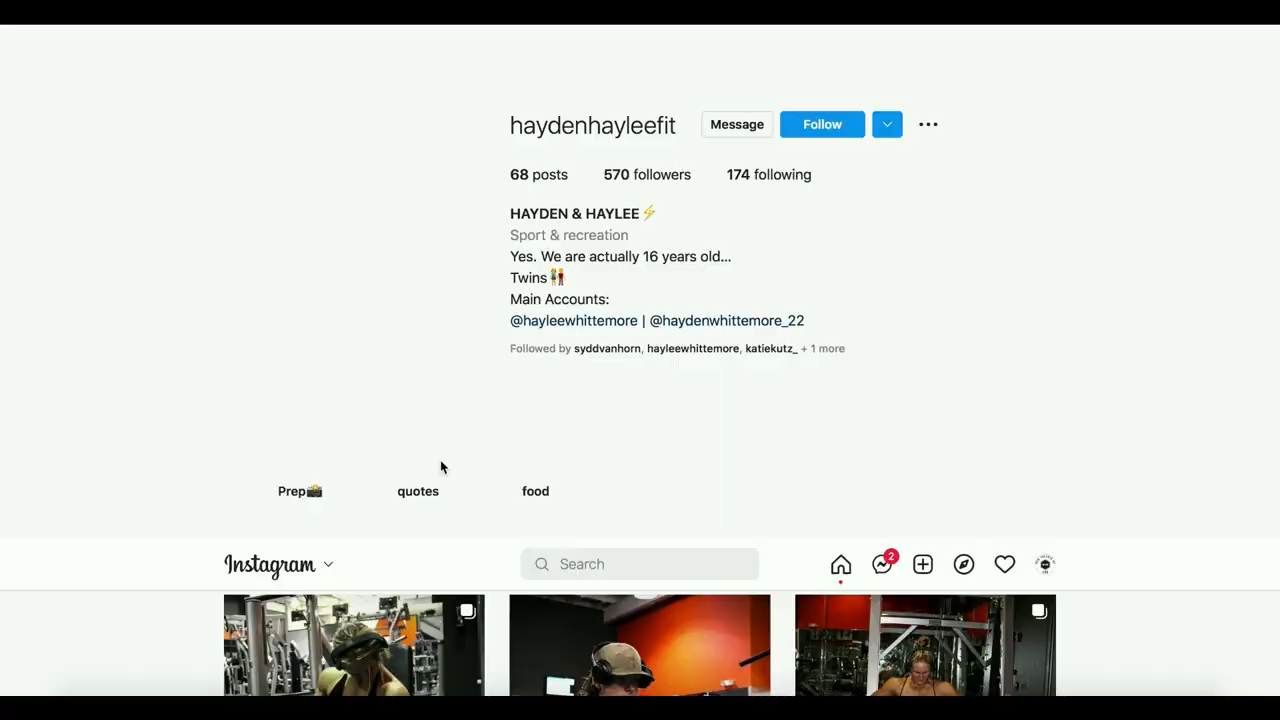 haydenhayleefit Message Follow
68 posts 570 followers 174 following
HAYDEN & HAYLEE⚡
Sport & recreation
Yes. We are actually 16 years old...
Twins👫
Main Accounts:
@hayleewhittemore | @haydenwhittemore_22
Followed by syddvanhorn, hayleewhittemore, katiekutz_ + 1 more
Prep📸 quotes food
Instagram Search 2